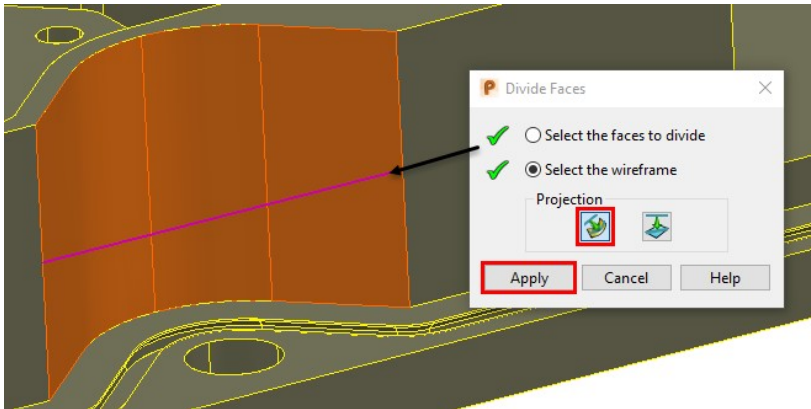 P Divide Faces
Select the faces to divide
Select the wireframe
Projection
Apply Cancel Help